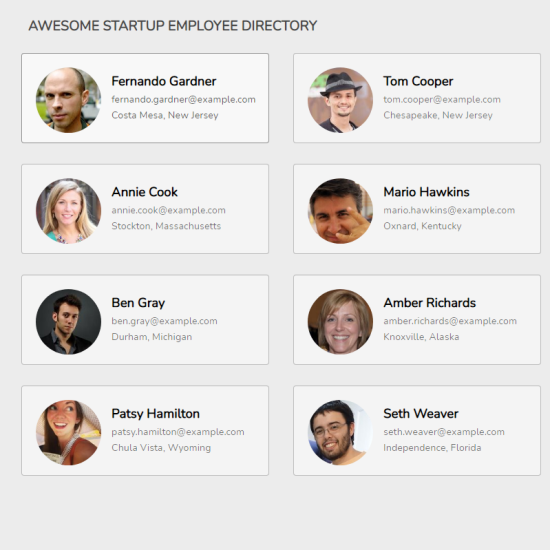 AWESOME STARTUP EMPLOYEE DIRECTORY
Fernando Gardner
fernando.gardner@example.com
Costa Mesa, New Jersey
Tom Cooper
tom.cooper@example.com
Chesapeake, New Jersey
Annie Cook
annie.cook@example.com
Stockton, Massachusetts
Mario Hawkins
mario.hawkins@example.com
Oxnard, Kentucky
Ben Gray
ben.gray@example.com
Durham, Michigan
Amber Richards
amber.richards@example.com
Knoxville, Alaska
Patsy Hamilton
patsy.hamilton@example.com
Chula Vista, Wyoming
Seth Weaver
seth.weaver@example.com
Independence, Florida